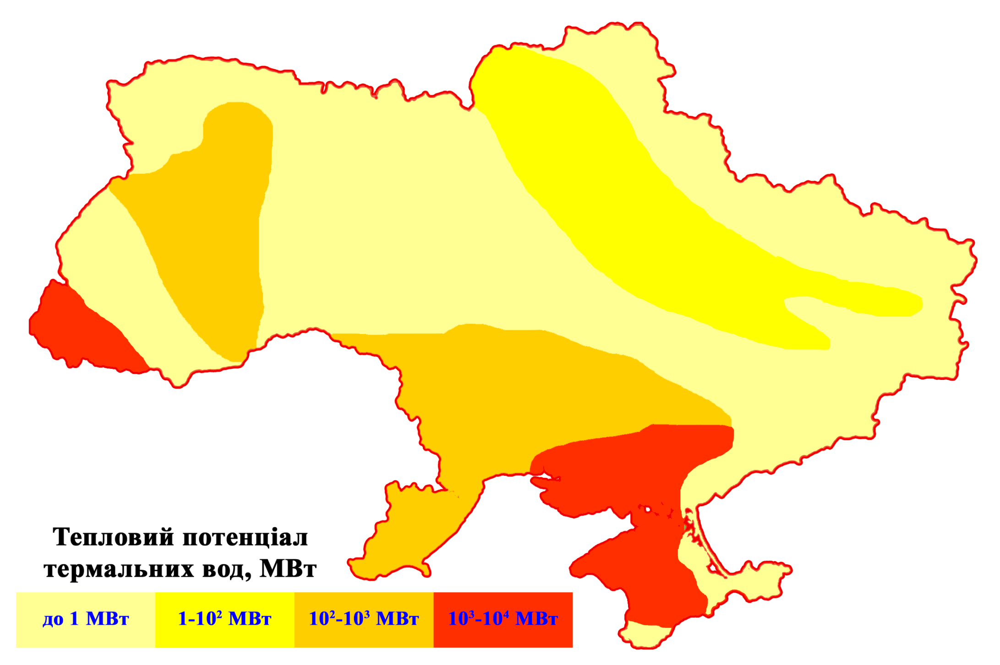 Тепловий потенціал
термальних вод, МВт
до 1 МВт
1-10² МВт
10²-10³ МВт
10³-10⁴ МВт